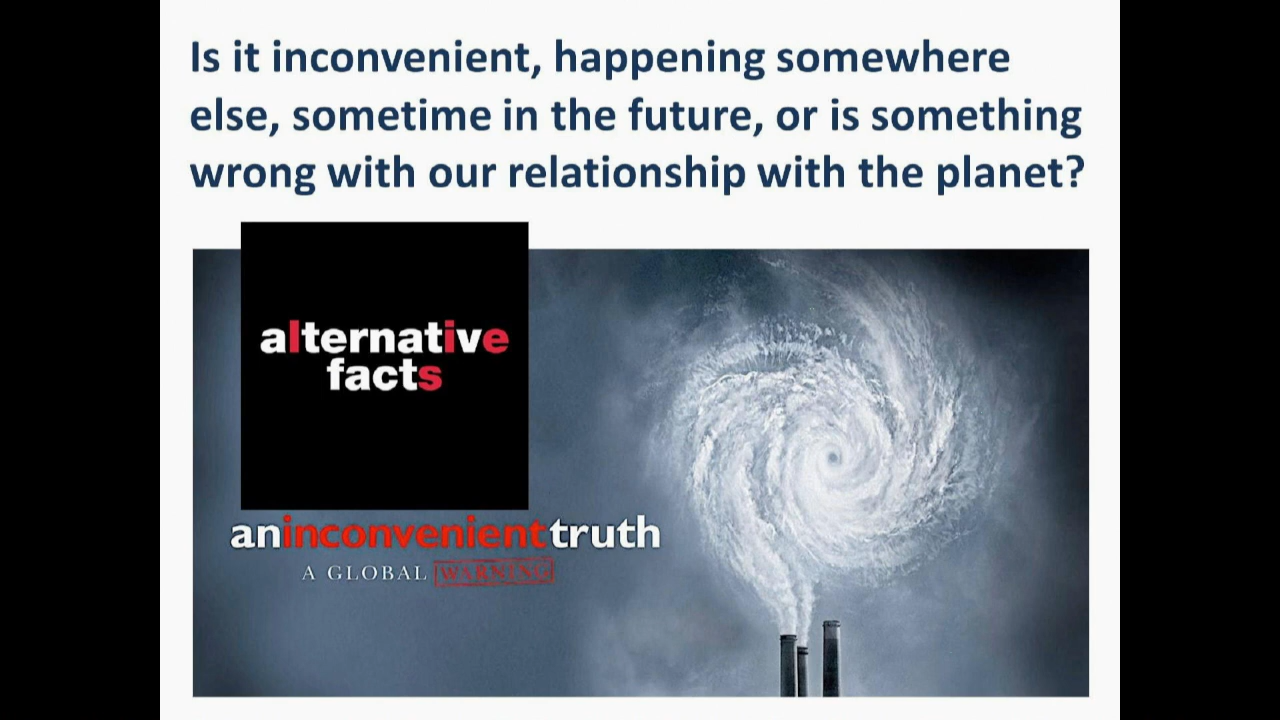 Is it inconvenient, happening somewhere
else, sometime in the future, or is something
wrong with our relationship with the planet?
alternative
facts
aninconvenienttruth
A GLOBAL WARNING